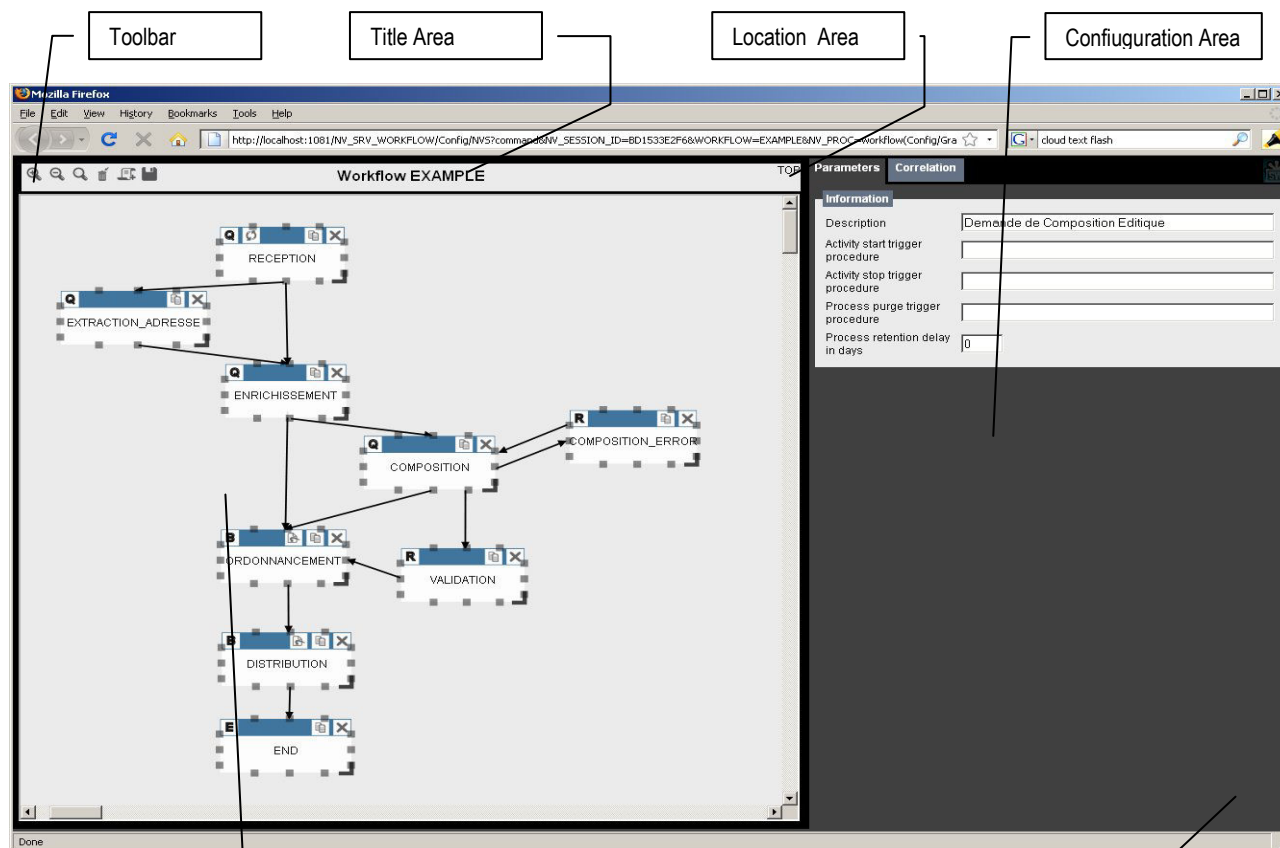 Toolbar
Title Area
Location Area
Confiuguration Area
Mozilla Firefox
File Edit View History Bookmarks Tools Help
http://localhost:1081/NV_SRV_WORKFLOW/Config/NVS?command&NV_SESSION_ID=BD1533E2F6&WORKFLOW=EXAMPLE&NV_PROC=workflow(Config/Gra
cloud text flash
Workflow EXAMPLE
TOP
Parameters Correlation
Information
Description Demande de Composition Editique
Activity start trigger
procedure
Activity stop trigger
procedure
Process purge trigger
procedure
Process retention delay
in days
0
Q
RECEPTION
Q
EXTRACTION_ADRESSE
Q
ENRICHISSEMENT
R
COMPOSITION_ERROR
Q
COMPOSITION
B
ORDONNANCEMENT
R
VALIDATION
B
DISTRIBUTION
E
END
Done